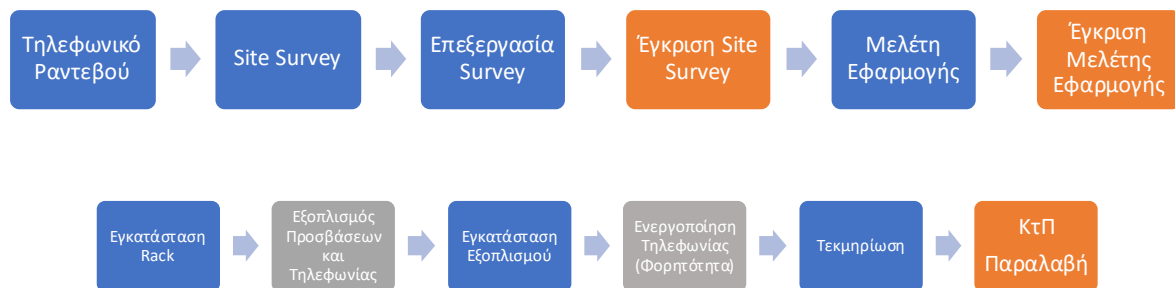 Τηλεφωνικό
Ραντεβού
Site Survey
Επεξεργασία
Survey
Έγκριση Site
Survey
Μελέτη
Εφαρμογής
Έγκριση
Μελέτης
Εφαρμογής
Εγκατάσταση
Rack
Εξοπλισμός
Προσβάσεων
και
Τηλεφωνίας
Εγκατάσταση
Εξοπλισμού
Ενεργοποίηση
Τηλεφωνίας
(Φορητότητα)
Τεκμηρίωση
ΚτΠ
Παραλαβή